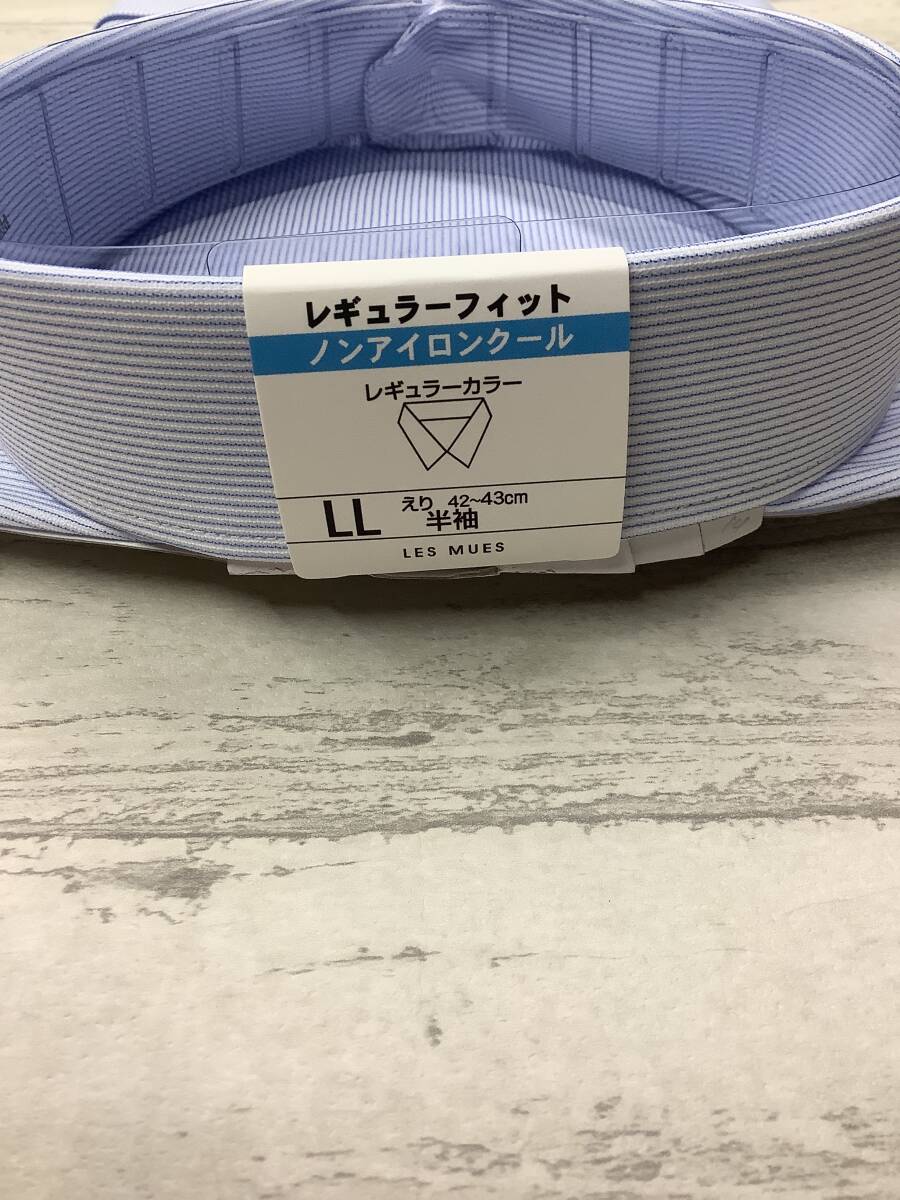 レギュラーフィット
ノンアイロンクール
レギュラーカラー
LL えり 42~43cm
半袖
LES MUES